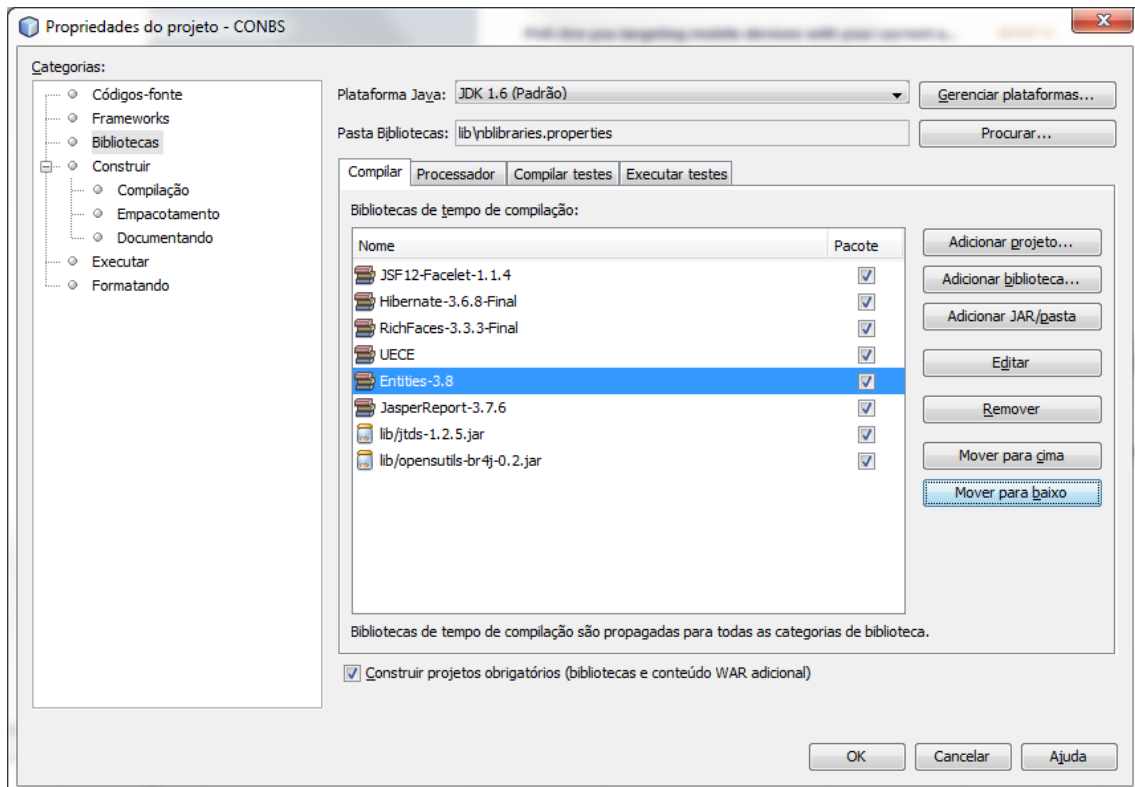 Propriedades do projeto - CONBS
Categorias:
Códigos-fonte
Frameworks
Bibliotecas
Construir
Compilação
Empacotamento
Documentando
Executar
Formatando
Plataforma Java: JDK 1.6 (Padrão) Gerenciar plataformas...
Pasta Bibliotecas: lib\nblibraries.properties Procurar...
Compilar Processador Compilar testes Executar testes
Bibliotecas de tempo de compilação:
Nome Pacote
JSF12-Facelet-1.1.4
Hibernate-3.6.8-Final
RichFaces-3.3.3-Final
UECE
Entities-3.8
JasperReport-3.7.6
lib/jtds-1.2.5.jar
lib/opensutils-br4j-0.2.jar
Adicionar projeto...
Adicionar biblioteca...
Adicionar JAR/pasta
Editar
Remover
Mover para cima
Mover para baixo
Bibliotecas de tempo de compilação são propagadas para todas as categorias de biblioteca.
Construir projetos obrigatórios (bibliotecas e conteúdo WAR adicional)
OK Cancelar Ajuda